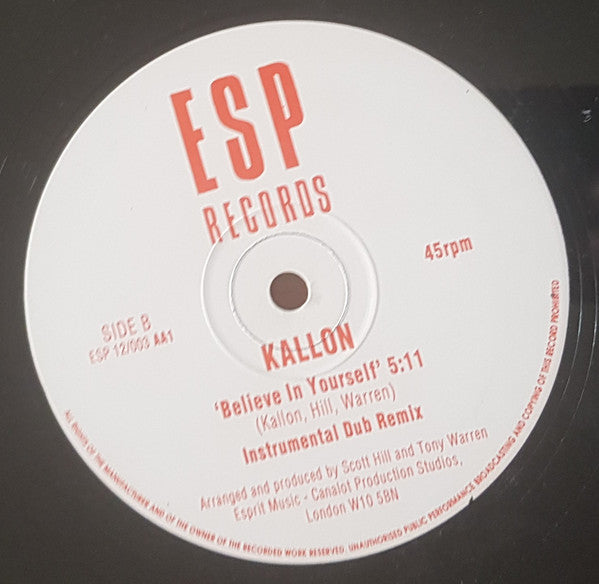 ESP
RECORDS
45rpm
SIDE B
ESP 12/003 AA1
KALLON
'Believe In Yourself' 5:11
(Kallon, Hill, Warren)
Instrumental Dub Remix
Arranged and produced by Scott Hill and Tony Warren
Esprit Music - Canalot Production Studios,
London W10 5BN
ALL RIGHTS OF THE MANUFACTURER AND OF THE OWNER OF THE RECORDED WORK RESERVED. UNAUTHORISED PUBLIC PERFORMANCE BROADCASTING AND COPYING OF THIS RECORD PROHIBITED